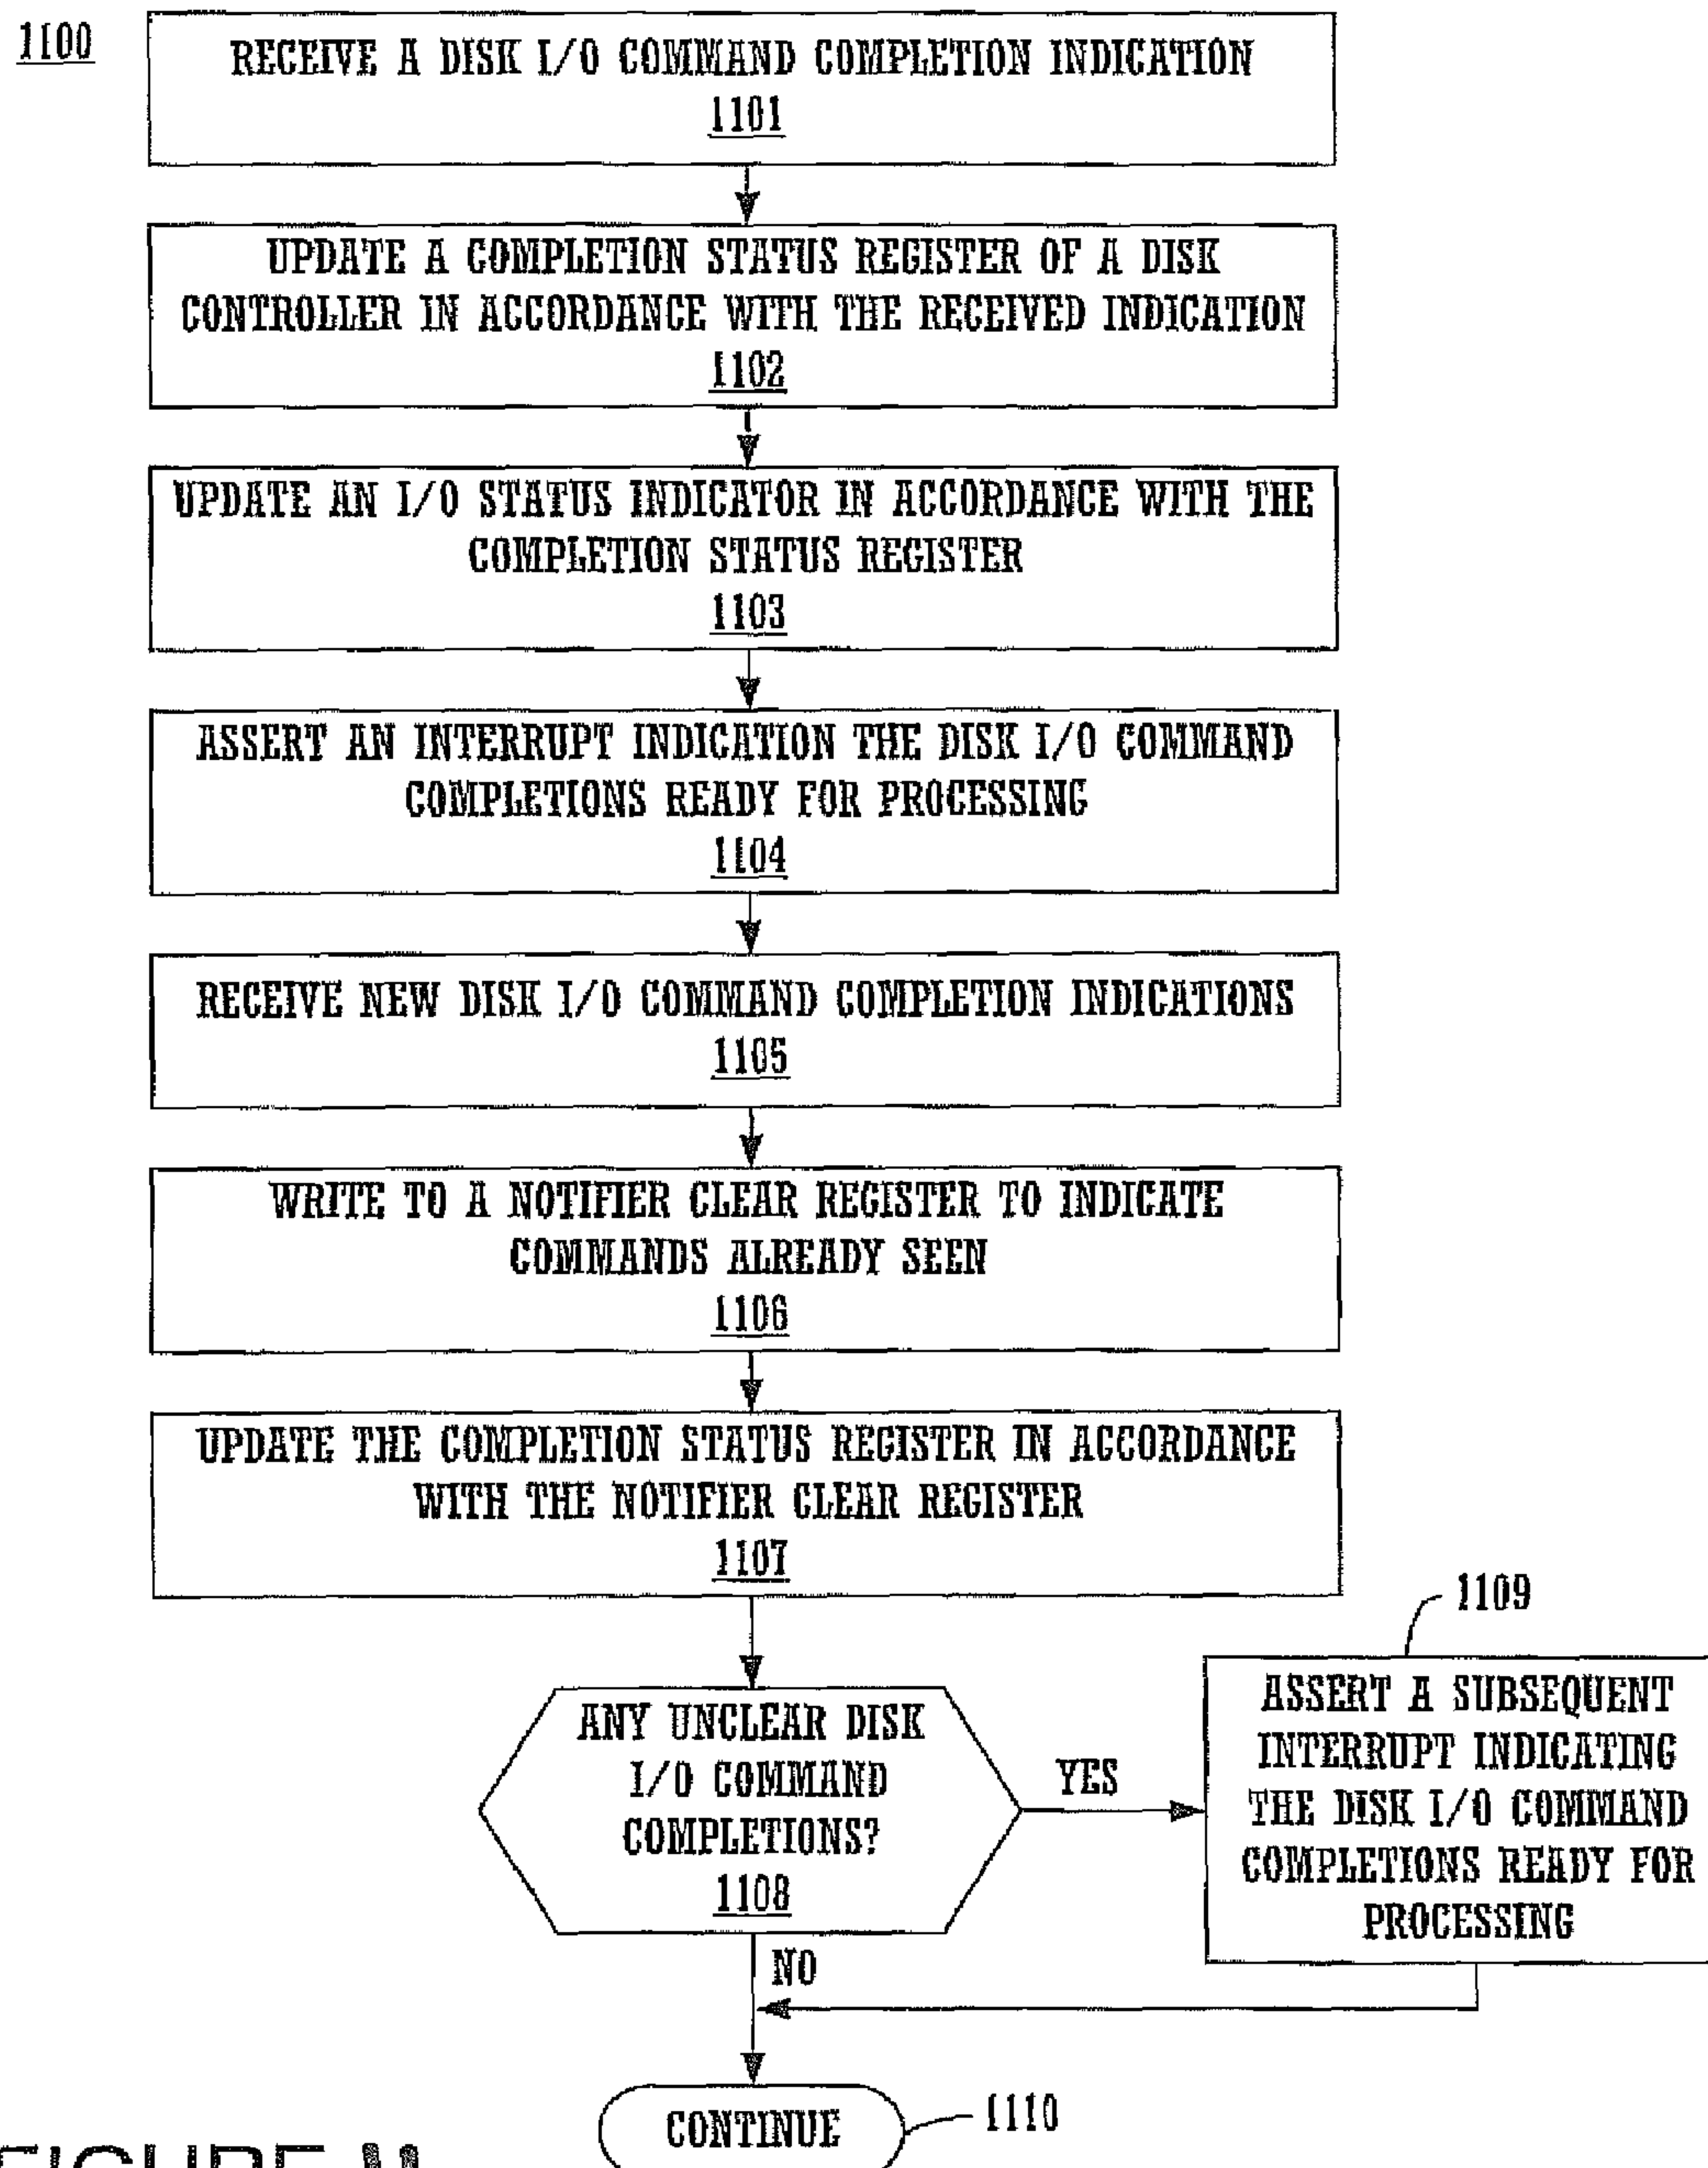 1100
RECEIVE A DISK I/O COMMAND COMPLETION INDICATION
1101
UPDATE A COMPLETION STATUS REGISTER OF A DISK
CONTROLLER IN ACCORDANCE WITH THE RECEIVED INDICATION
1102
UPDATE AN I/O STATUS INDICATOR IN ACCORDANCE WITH THE
COMPLETION STATUS REGISTER
1103
ASSERT AN INTERRUPT INDICATION THE DISK I/O COMMAND
COMPLETIONS READY FOR PROCESSING
1104
RECEIVE NEW DISK I/O COMMAND COMPLETION INDICATIONS
1105
WRITE TO A NOTIFIER CLEAR REGISTER TO INDICATE
COMMANDS ALREADY SEEN
1106
UPDATE THE COMPLETION STATUS REGISTER IN ACCORDANCE
WITH THE NOTIFIER CLEAR REGISTER
1107
1109
ANY UNCLEAR DISK
I/O COMMAND
COMPLETIONS?
1108
YES
ASSERT A SUBSEQUENT
INTERRUPT INDICATING
THE DISK I/O COMMAND
COMPLETIONS READY FOR
PROCESSING
NO
CONTINUE
1110
FIGURE 11